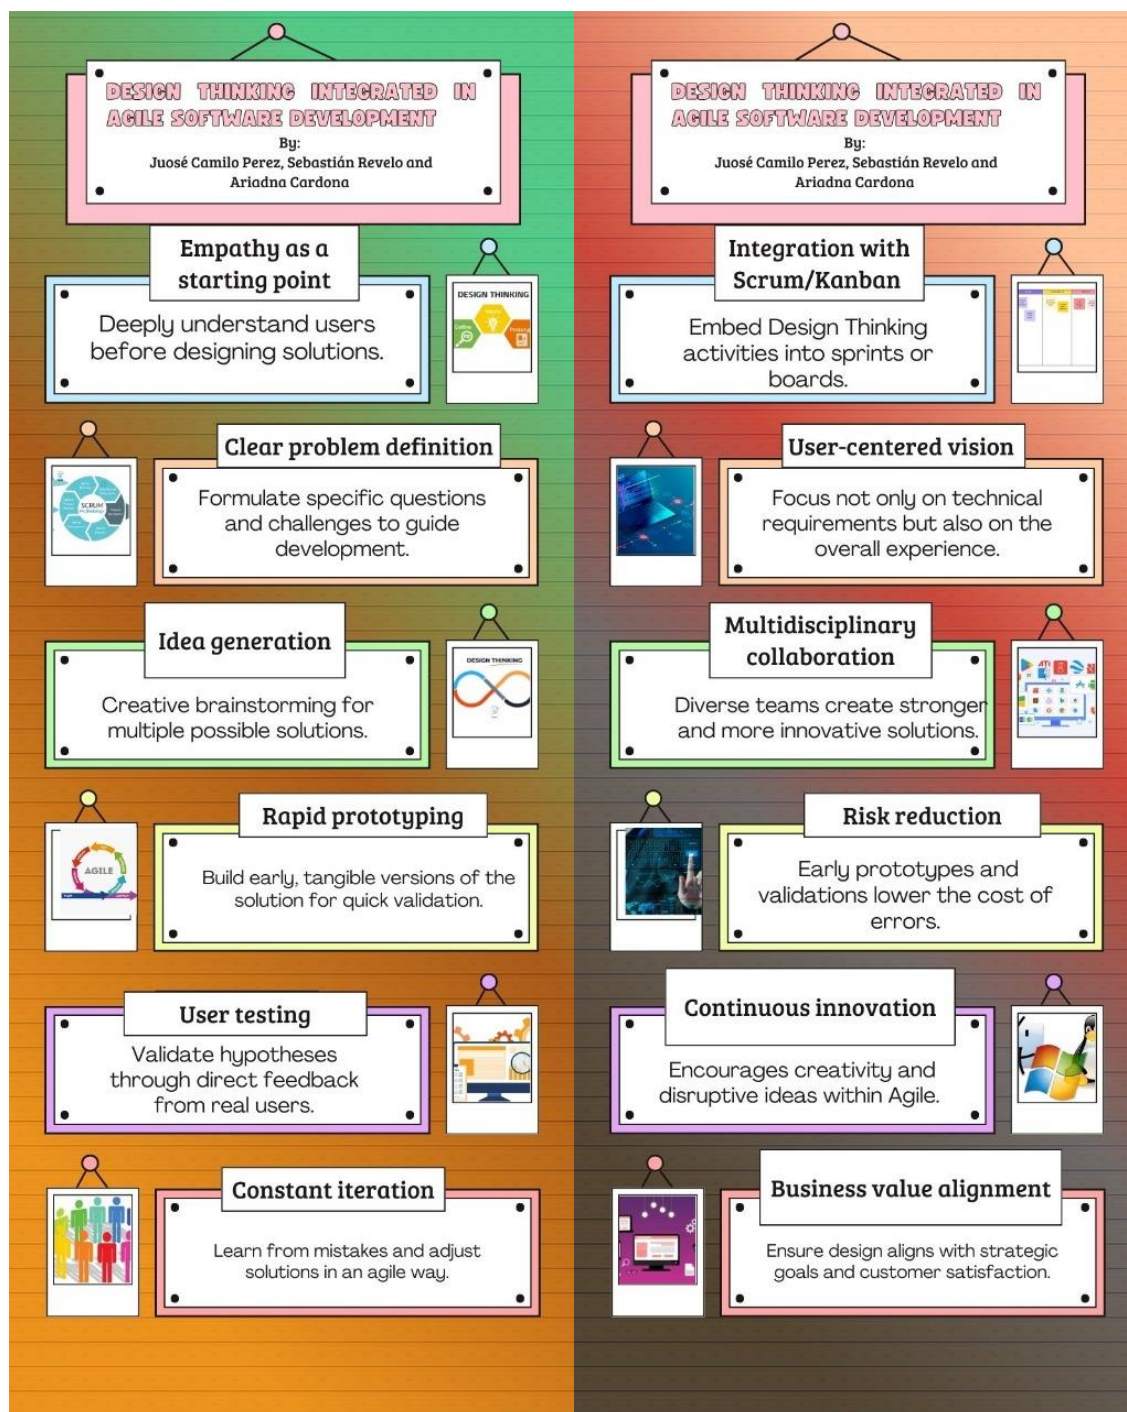 DESIGN THINKING INTEGRATED IN
AGILE SOFTWARE DEVELOPMENT
By:
Juosé Camilo Perez, Sebastián Revelo and
Ariadna Cardona
Empathy as a
starting point
Deeply understand users
before designing solutions.
DESIGN THINKING
Define
Clear problem definition
Formulate specific questions
and challenges to guide
development.
SCRUM
Idea generation
Creative brainstorming for
multiple possible solutions.
DESIGN THINKING
Rapid prototyping
Build early, tangible versions of the
solution for quick validation.
AGILE
User testing
Validate hypotheses
through direct feedback
from real users.
Constant iteration
Learn from mistakes and adjust
solutions in an agile way.
DESIGN THINKING INTEGRATED IN
AGILE SOFTWARE DEVELOPMENT
By:
Juosé Camilo Perez, Sebastián Revelo and
Ariadna Cardona
Integration with
Scrum/Kanban
Embed Design Thinking
activities into sprints or
boards.
User-centered vision
Focus not only on technical
requirements but also on the
overall experience.
Multidisciplinary
collaboration
Diverse teams create stronger
and more innovative solutions.
Risk reduction
Early prototypes and
validations lower the cost of
errors.
Continuous innovation
Encourages creativity and
disruptive ideas within Agile.
Business value alignment
Ensure design aligns with strategic
goals and customer satisfaction.